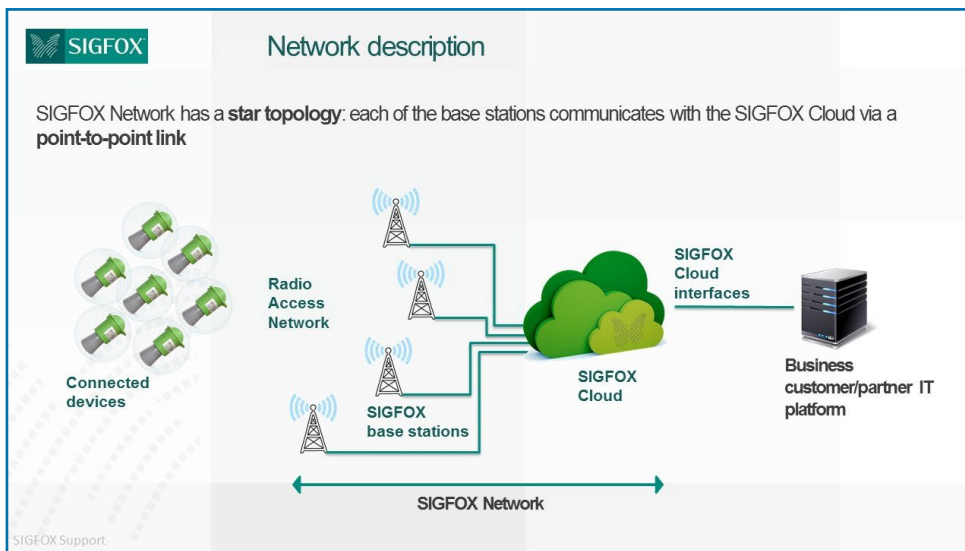 SIGFOX
Network description
SIGFOX Network has a star topology: each of the base stations communicates with the SIGFOX Cloud via a
point-to-point link
Radio
Access
Network
SIGFOX
Cloud
interfaces
Connected
devices
SIGFOX
base stations
SIGFOX
Cloud
Business
customer/partner IT
platform
SIGFOX Network
SIGFOX Support